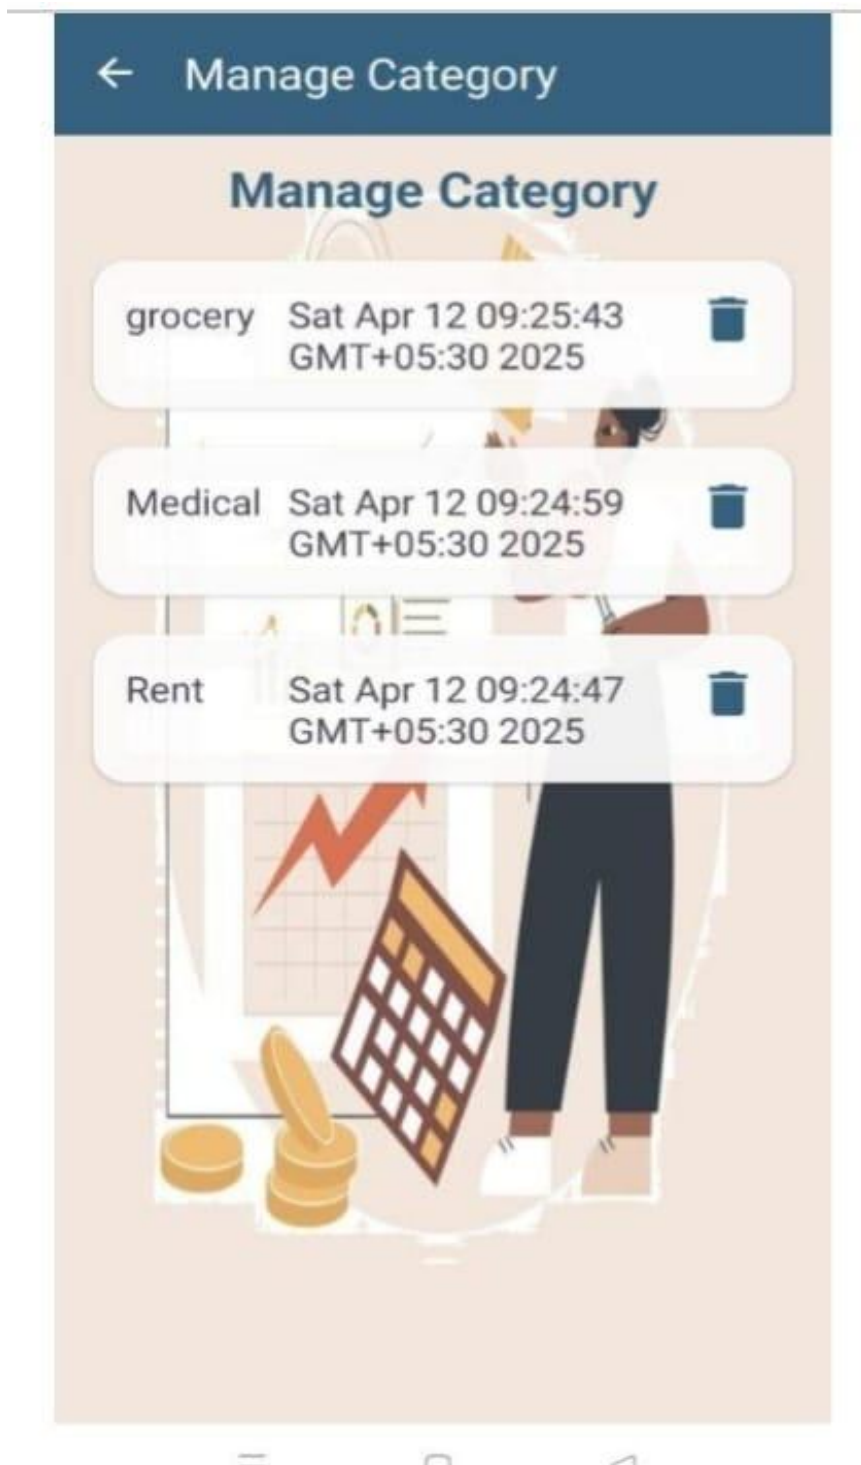 Manage Category
Manage Category
grocery Sat Apr 12 09:25:43
GMT+05:30 2025
Medical Sat Apr 12 09:24:59
GMT+05:30 2025
Rent Sat Apr 12 09:24:47
GMT+05:30 2025